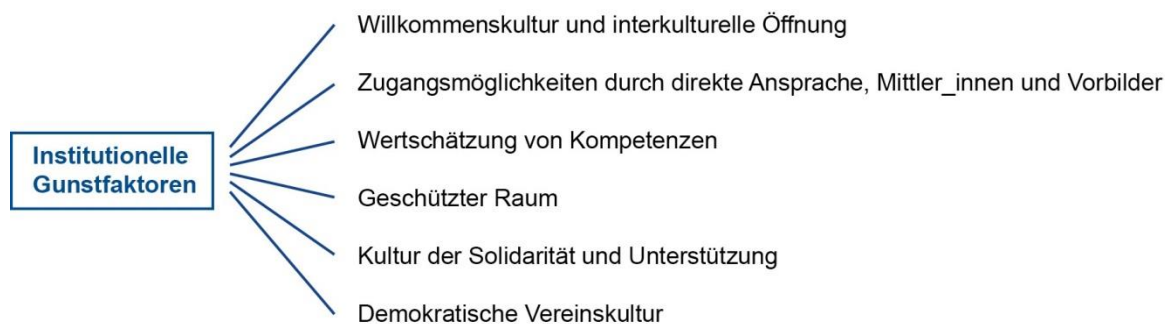 Institutionelle
Gunstfaktoren
Willkommenskultur und interkulturelle Öffnung
Zugangsmöglichkeiten durch direkte Ansprache, Mittler_innen und Vorbilder
Wertschätzung von Kompetenzen
Geschützter Raum
Kultur der Solidarität und Unterstützung
Demokratische Vereinskultur